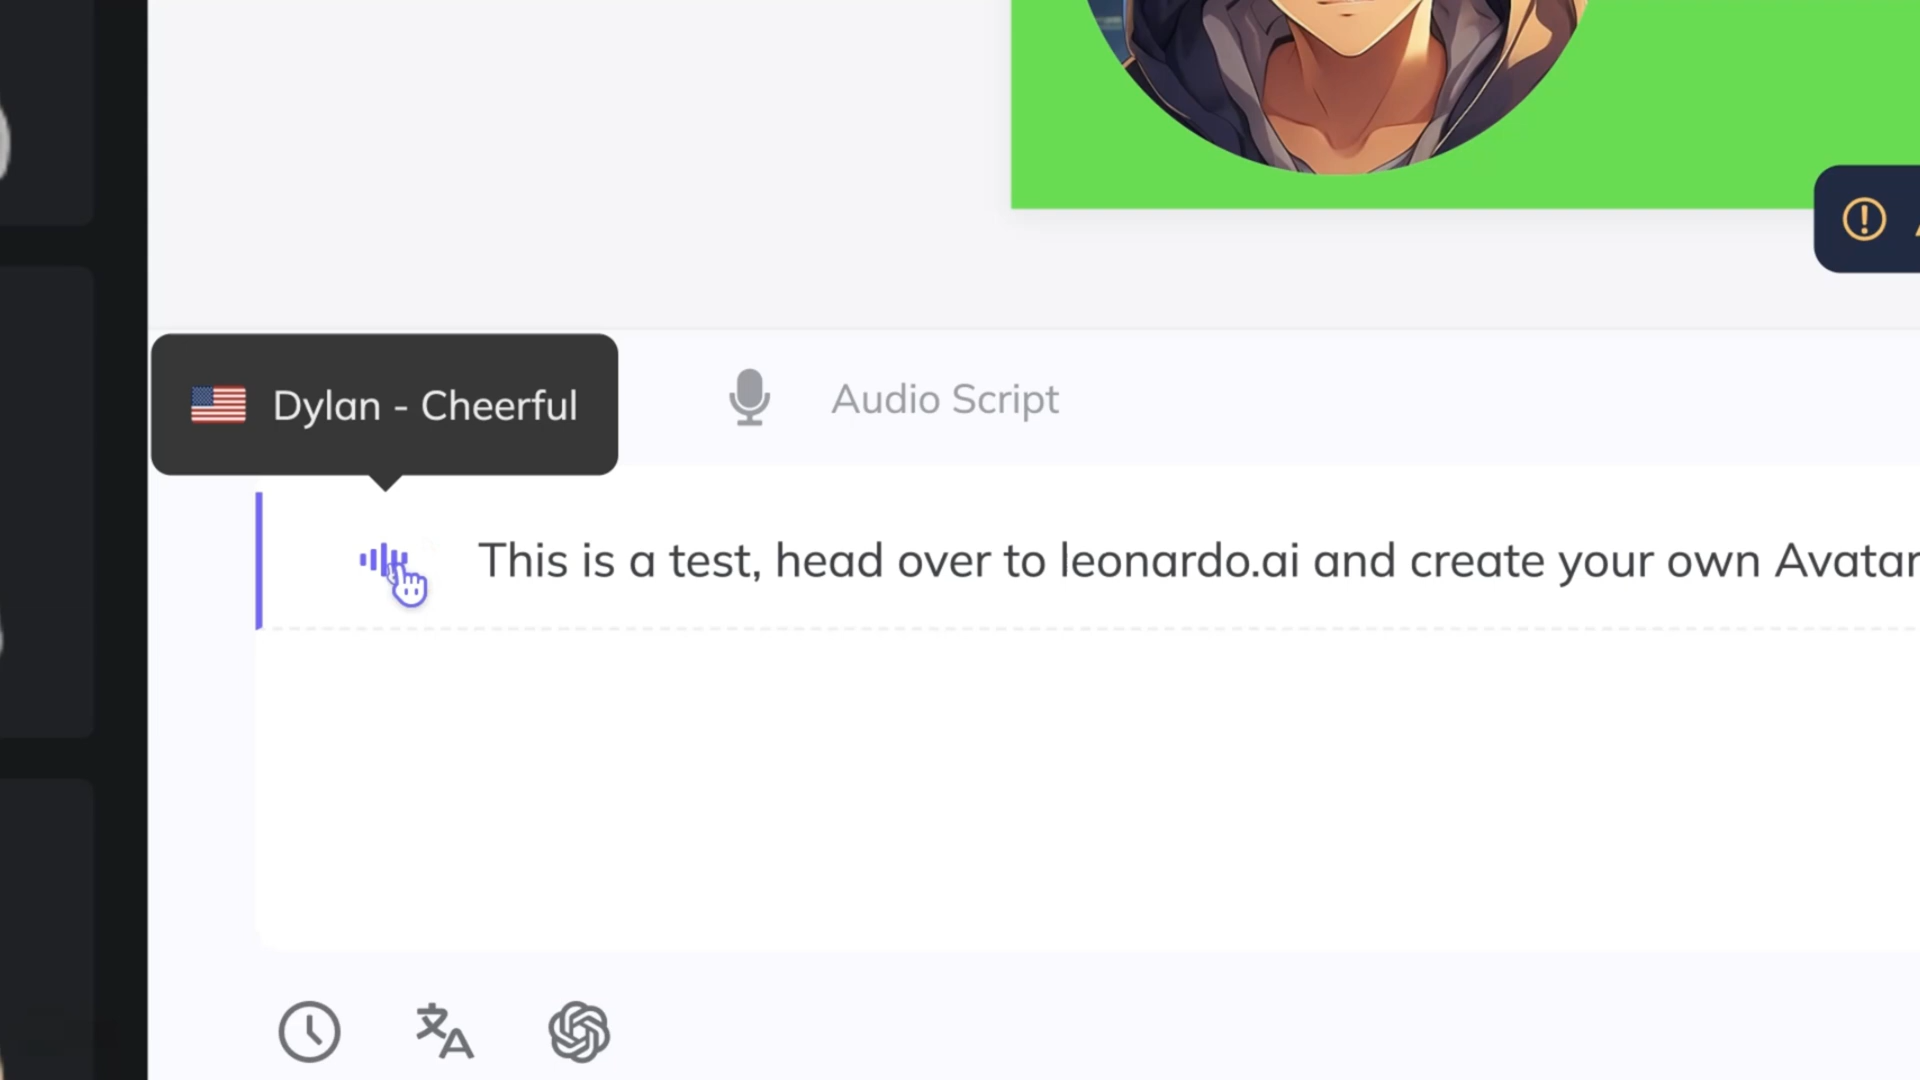 Dylan - Cheerful
Audio Script
This is a test, head over to leonardo.ai and create your own Avatar